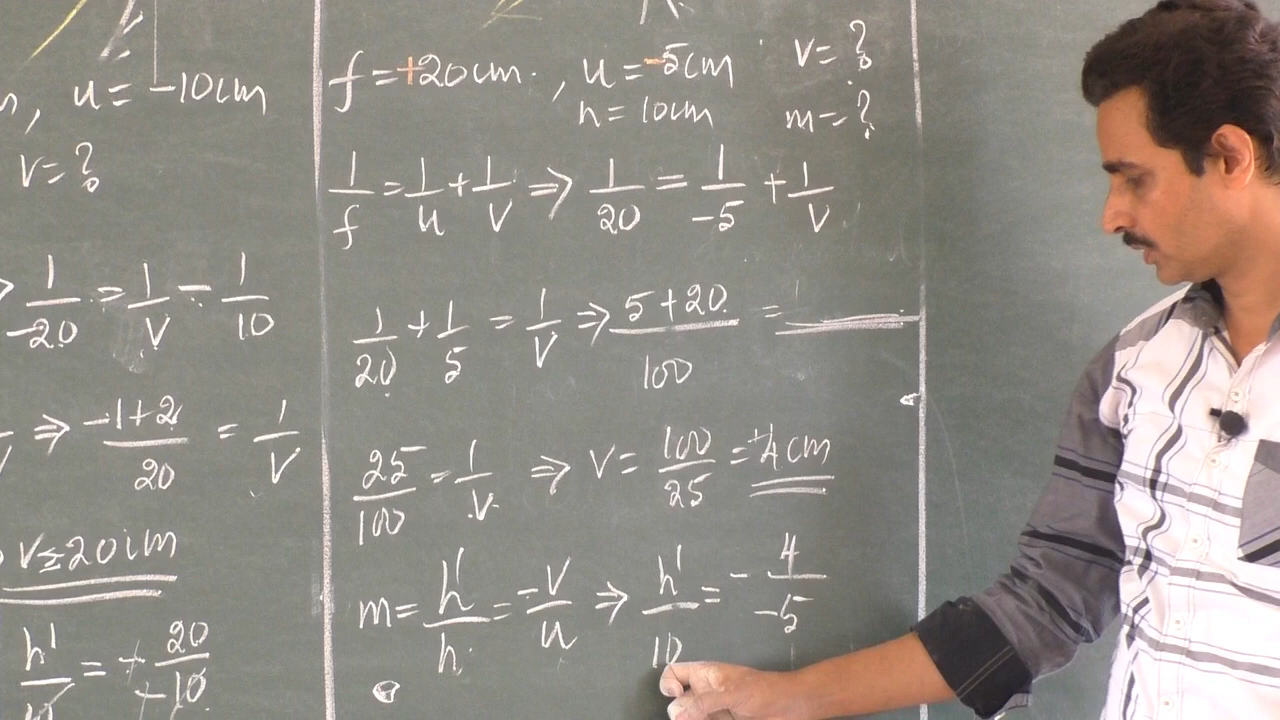 u = -10cm
v = ?
1/-20 = 1/v - 1/10
⇒ -1+2/20 = 1/v
20cm
h'/ = 20/-10
f = +20cm. , u = -5cm v = ?
h = 10cm m = ?
1/f = 1/u + 1/v ⇒ 1/20 = 1/-5 + 1/v
1/20 + 1/5 = 1/v ⇒ 5+20/100 =
25/100 = 1/v ⇒ v = 100/25 = +4cm
m = h'/h = -v/u ⇒ h'/10 = - 4/-5